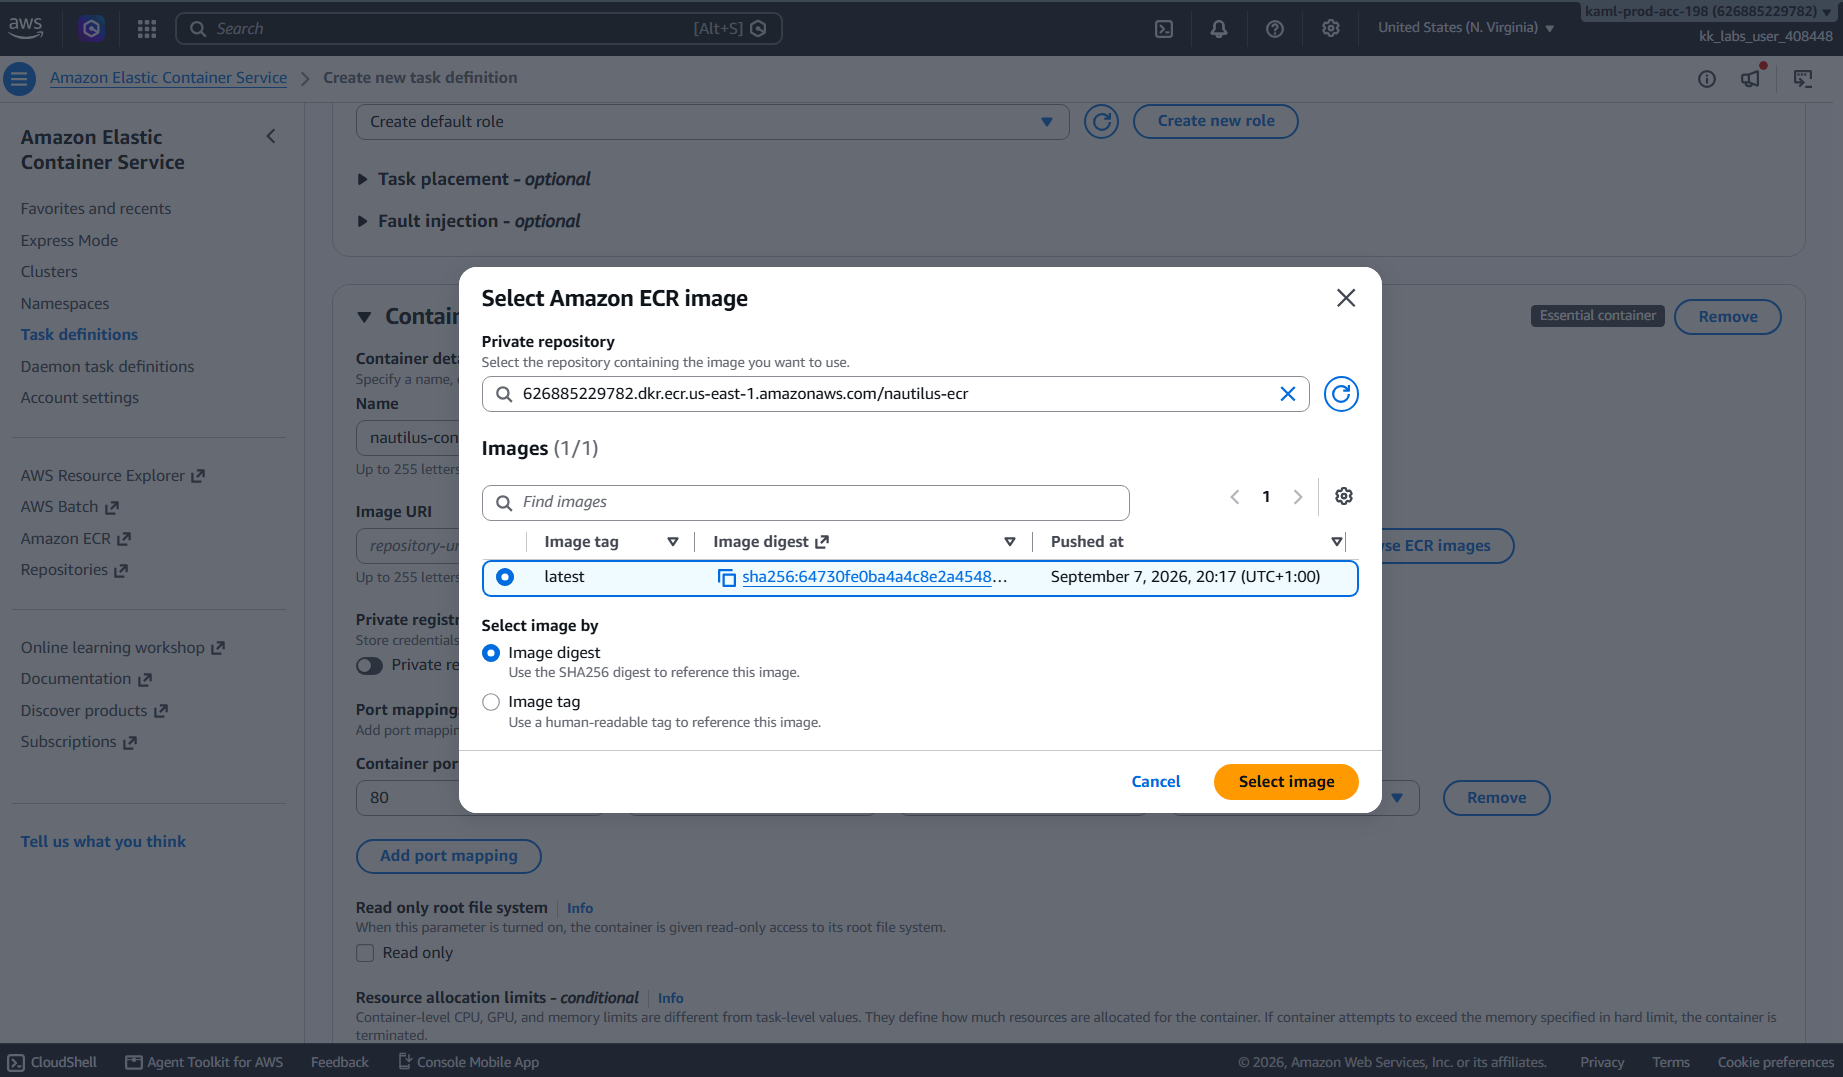 aws
Search
[Alt+S]
United States (N. Virginia)
kaml-prod-acc-198 (626885229782)
kk_labs_user_408448
Amazon Elastic Container Service
Create new task definition
Amazon Elastic
Container Service
Favorites and recents
Express Mode
Clusters
Namespaces
Task definitions
Daemon task definitions
Account settings
AWS Resource Explorer
AWS Batch
Amazon ECR
Repositories
Online learning workshop
Documentation
Discover products
Subscriptions
Tell us what you think
Create default role
Create new role
Task placement - optional
Fault injection - optional
Contain
Essential container
Remove
Container deta
Specify a name,
Name
nautilus-con
Up to 255 letters
Image URI
repository-ur
se ECR images
Up to 255 letters
Private registr
Store credentials
Private re
Port mapping
Add port mappin
Container por
80
Remove
Add port mapping
Read only root file system
Info
When this parameter is turned on, the container is given read-only access to its root file system.
Read only
Resource allocation limits - conditional
Info
Container-level CPU, GPU, and memory limits are different from task-level values. They define how much resources are allocated for the container. If container attempts to exceed the memory specified in hard limit, the container is
terminated.
Select Amazon ECR image
Private repository
Select the repository containing the image you want to use.
626885229782.dkr.ecr.us-east-1.amazonaws.com/nautilus-ecr
Images (1/1)
Find images
1
Image tag
Image digest
Pushed at
latest
sha256:64730fe0ba4a4c8e2a4548...
September 7, 2026, 20:17 (UTC+1:00)
Select image by
Image digest
Use the SHA256 digest to reference this image.
Image tag
Use a human-readable tag to reference this image.
Cancel
Select image
CloudShell
Agent Toolkit for AWS
Feedback
Console Mobile App
© 2026, Amazon Web Services, Inc. or its affiliates.
Privacy
Terms
Cookie preferences